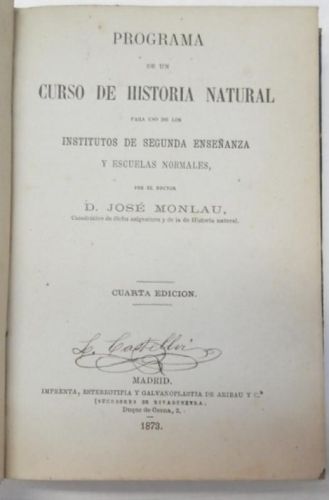 PROGRAMA
DE UN
CURSO DE HISTORIA NATURAL
PARA USO DE LOS
INSTITUTOS DE SEGUNDA ENSEÑANZA
Y ESCUELAS NORMALES,
POR EL DOCTOR
D. JOSÉ MONLAU,
Catedrático de dicha asignatura y de la de Historia natural.
CUARTA EDICION.
L. Castellvi
MADRID.
IMPRENTA, ESTEREOTIPIA Y GALVANOPLASTIA DE ARIBAU Y C.ª
(SUCESORES DE RIVADENEYRA.
Duque de Osuna, 3.
1873.